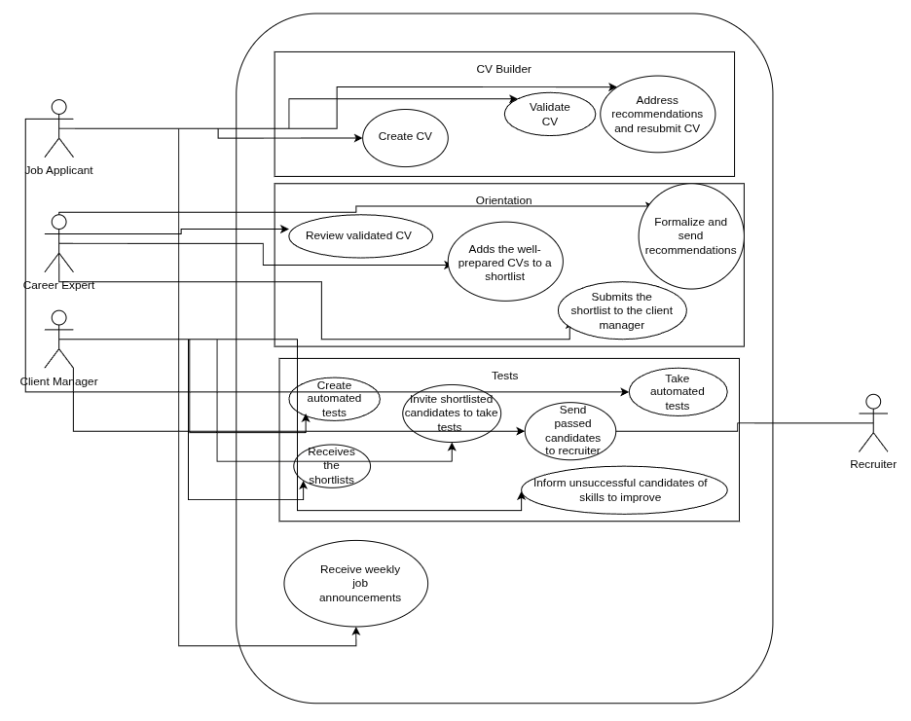 CV Builder
Job Applicant
Create CV
Validate
CV
Address
recommendations
and resubmit CV
Orientation
Career Expert
Review validated CV
Adds the well-
prepared CVs to a
shortlist
Formalize and
send
recommendations
Submits the
shortlist to the client
manager
Client Manager
Tests
Create
automated
tests
Invite shortlisted
candidates to take
tests
Send
passed
candidates
to recruiter
Take
automated
tests
Receives
the
shortlists
Inform unsuccessful candidates of
skills to improve
Recruiter
Receive weekly
job
announcements